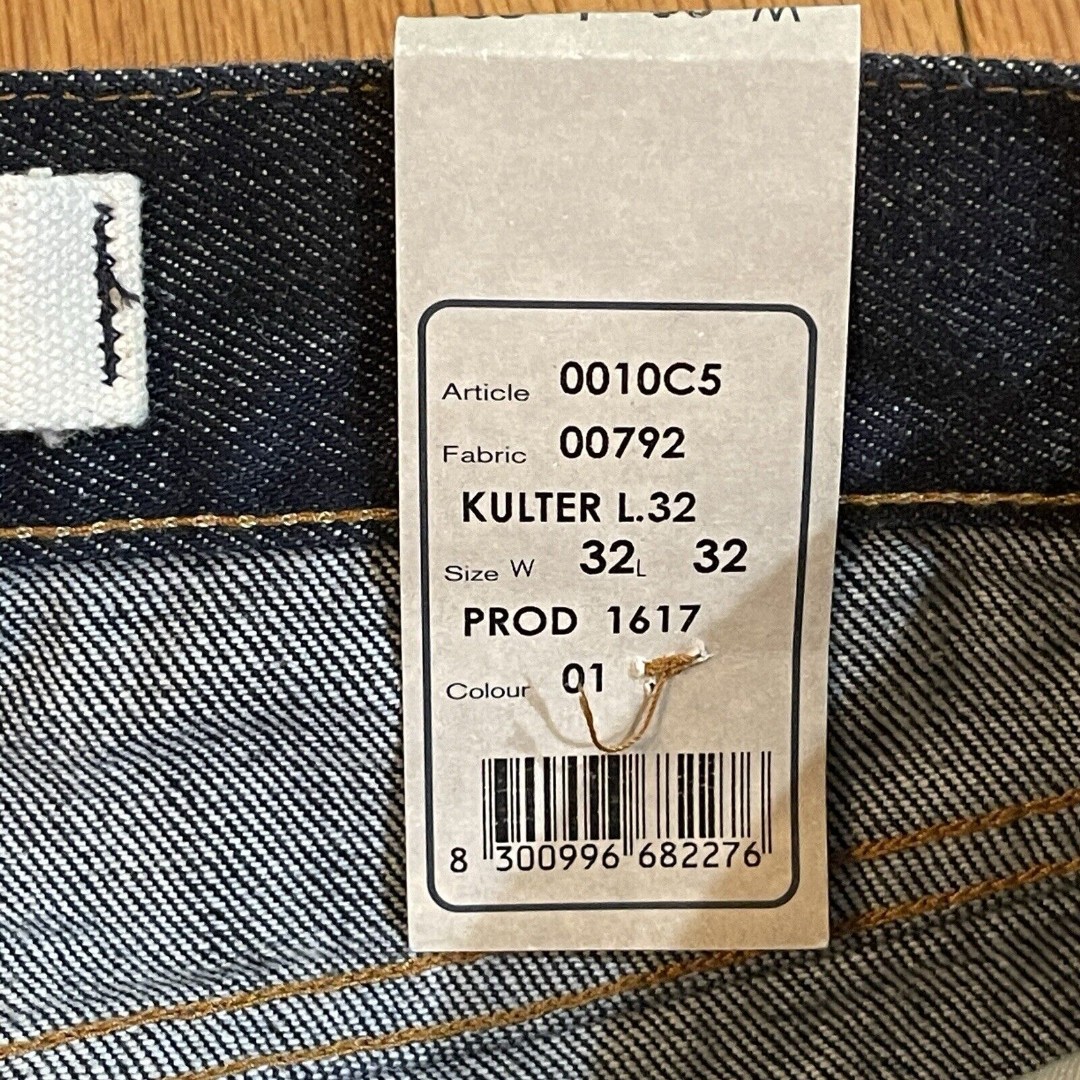 Article 0010C5
Fabric 00792
KULTER L.32
Size W 32 L 32
PROD 1617
Colour 01
8 300996 682276